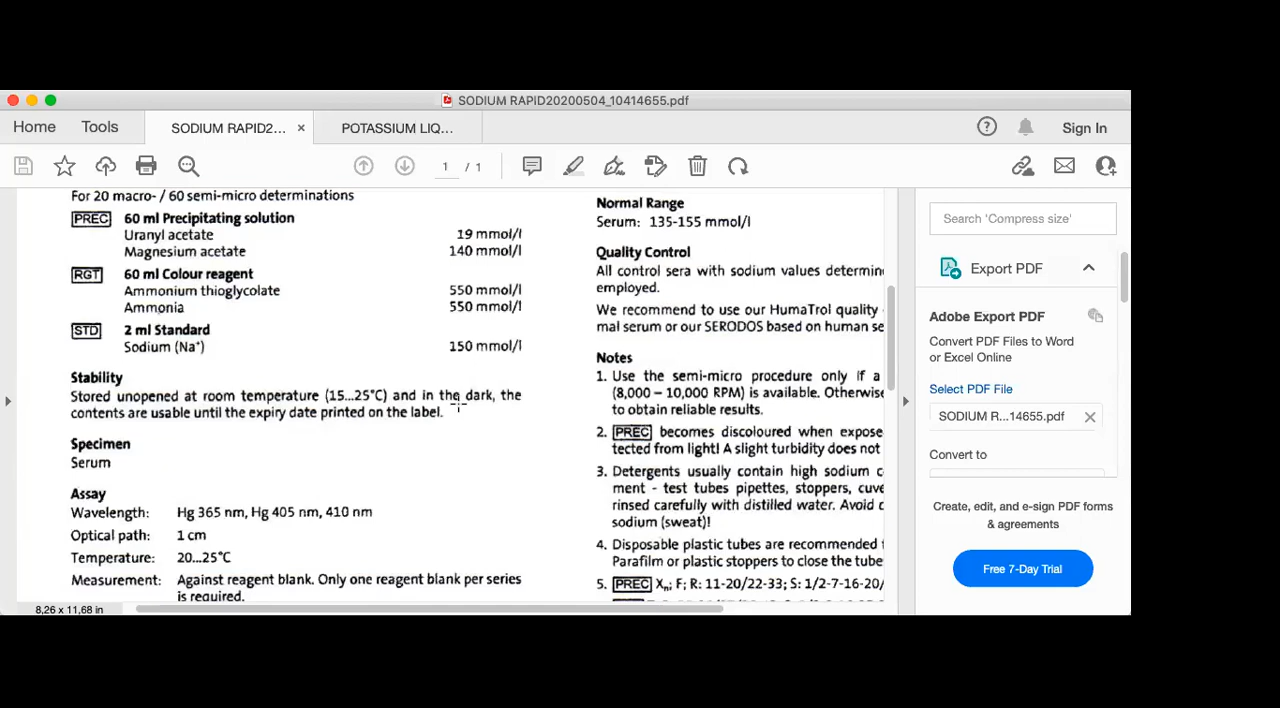 SODIUM RAPID20200504_10414655.pdf
Home Tools SODIUM RAPID2... × POTASSIUM LIQ... Sign In
1 / 1
For 20 macro- / 60 semi-micro determinations
PREC 60 ml Precipitating solution
Uranyl acetate 19 mmol/l
Magnesium acetate 140 mmol/l
RGT 60 ml Colour reagent
Ammonium thioglycolate 550 mmol/l
Ammonia 550 mmol/l
STD 2 ml Standard
Sodium (Na⁺) 150 mmol/l
Stability
Stored unopened at room temperature (15...25°C) and in the dark, the
contents are usable until the expiry date printed on the label.
Specimen
Serum
Assay
Wavelength: Hg 365 nm, Hg 405 nm, 410 nm
Optical path: 1 cm
Temperature: 20...25°C
Measurement: Against reagent blank. Only one reagent blank per series
is required.
Normal Range
Serum: 135-155 mmol/l
Quality Control
All control sera with sodium values determin
employed.
We recommend to use our HumaTrol quality
mal serum or our SERODOS based on human se
Notes
1. Use the semi-micro procedure only if a
(8,000 – 10,000 RPM) is available. Otherwise
to obtain reliable results.
2. PREC becomes discoloured when expose
tected from light! A slight turbidity does not
3. Detergents usually contain high sodium c
ment - test tubes pipettes, stoppers, cuve
rinsed carefully with distilled water. Avoid c
sodium (sweat)!
4. Disposable plastic tubes are recommended
Parafilm or plastic stoppers to close the tube
5. PREC Xn; F; R: 11-20/22-33; S: 1/2-7-16-20/
Search 'Compress size'
Export PDF
Adobe Export PDF
Convert PDF Files to Word
or Excel Online
Select PDF File
SODIUM R...14655.pdf ×
Convert to
Create, edit, and e-sign PDF forms
& agreements
Free 7-Day Trial
8,26 x 11,68 in